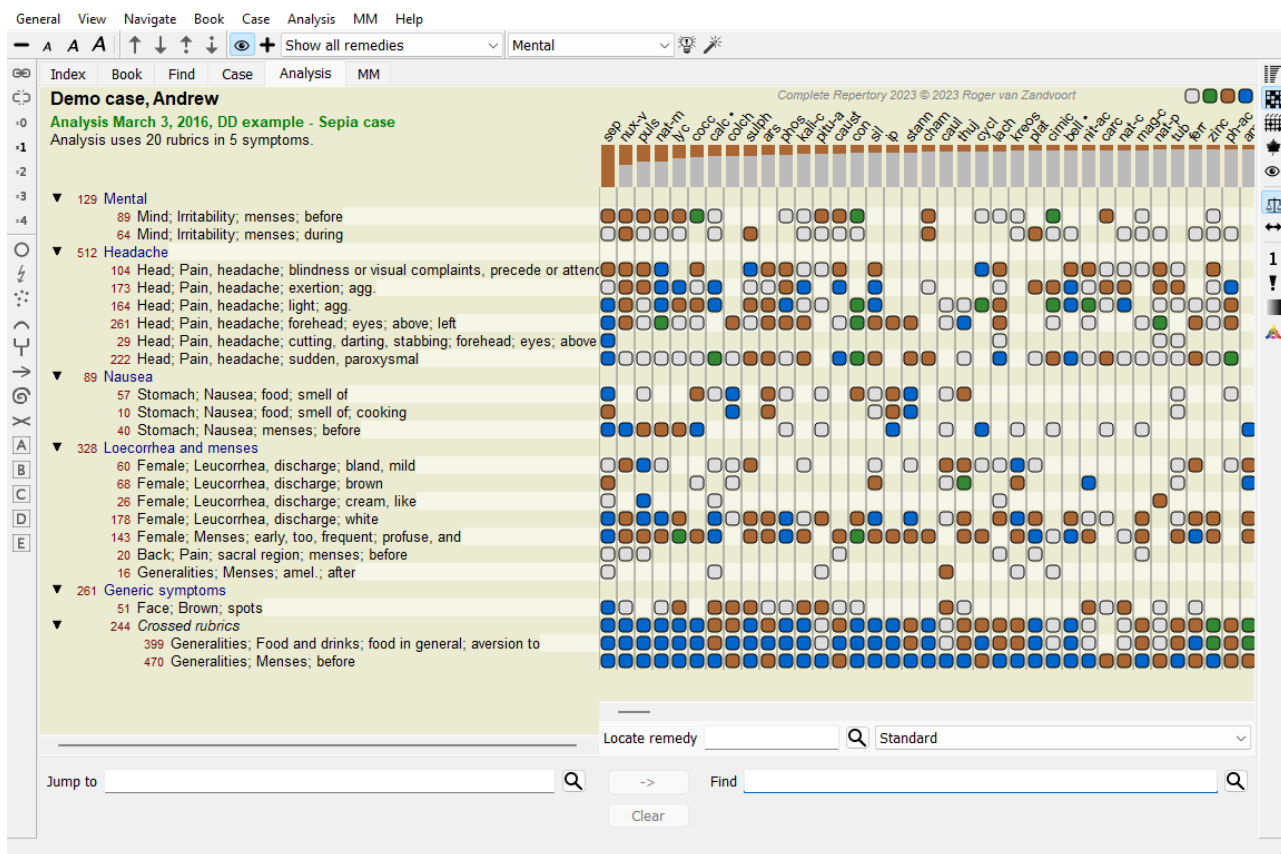 General View Navigate Book Case Analysis MM Help
A A A Show all remedies Mental
Index Book Find Case Analysis MM
Demo case, Andrew
Complete Repertory 2023 © 2023 Roger van Zandvoort
Analysis March 3, 2016, DD example - Sepia case
Analysis uses 20 rubrics in 5 symptoms.
sep nux-v puls nat-m lyc cocc calc • colch sulph ars phos kali-c pitu-a caust con sil ip stann cham caul thuj cycl lach kreos plat cimic bell • nit-ac carc nat-c mag-c nat-p tub ferr zinc ph-ac
×0
×1
×2
×3
×4
129 Mental
89 Mind; Irritability; menses; before
64 Mind; Irritability; menses; during
512 Headache
104 Head; Pain, headache; blindness or visual complaints, precede or attend
173 Head; Pain, headache; exertion; agg.
164 Head; Pain, headache; light; agg.
261 Head; Pain, headache; forehead; eyes; above; left
29 Head; Pain, headache; cutting, darting, stabbing; forehead; eyes; above
222 Head; Pain, headache; sudden, paroxysmal
89 Nausea
57 Stomach; Nausea; food; smell of
10 Stomach; Nausea; food; smell of; cooking
40 Stomach; Nausea; menses; before
328 Loecorrhea and menses
60 Female; Leucorrhea, discharge; bland, mild
68 Female; Leucorrhea, discharge; brown
26 Female; Leucorrhea, discharge; cream, like
178 Female; Leucorrhea, discharge; white
143 Female; Menses; early, too, frequent; profuse, and
20 Back; Pain; sacral region; menses; before
16 Generalities; Menses; amel.; after
261 Generic symptoms
51 Face; Brown; spots
244 Crossed rubrics
399 Generalities; Food and drinks; food in general; aversion to
470 Generalities; Menses; before
A
B
C
D
E
1
!
Locate remedy Standard
Jump to -> Find
Clear